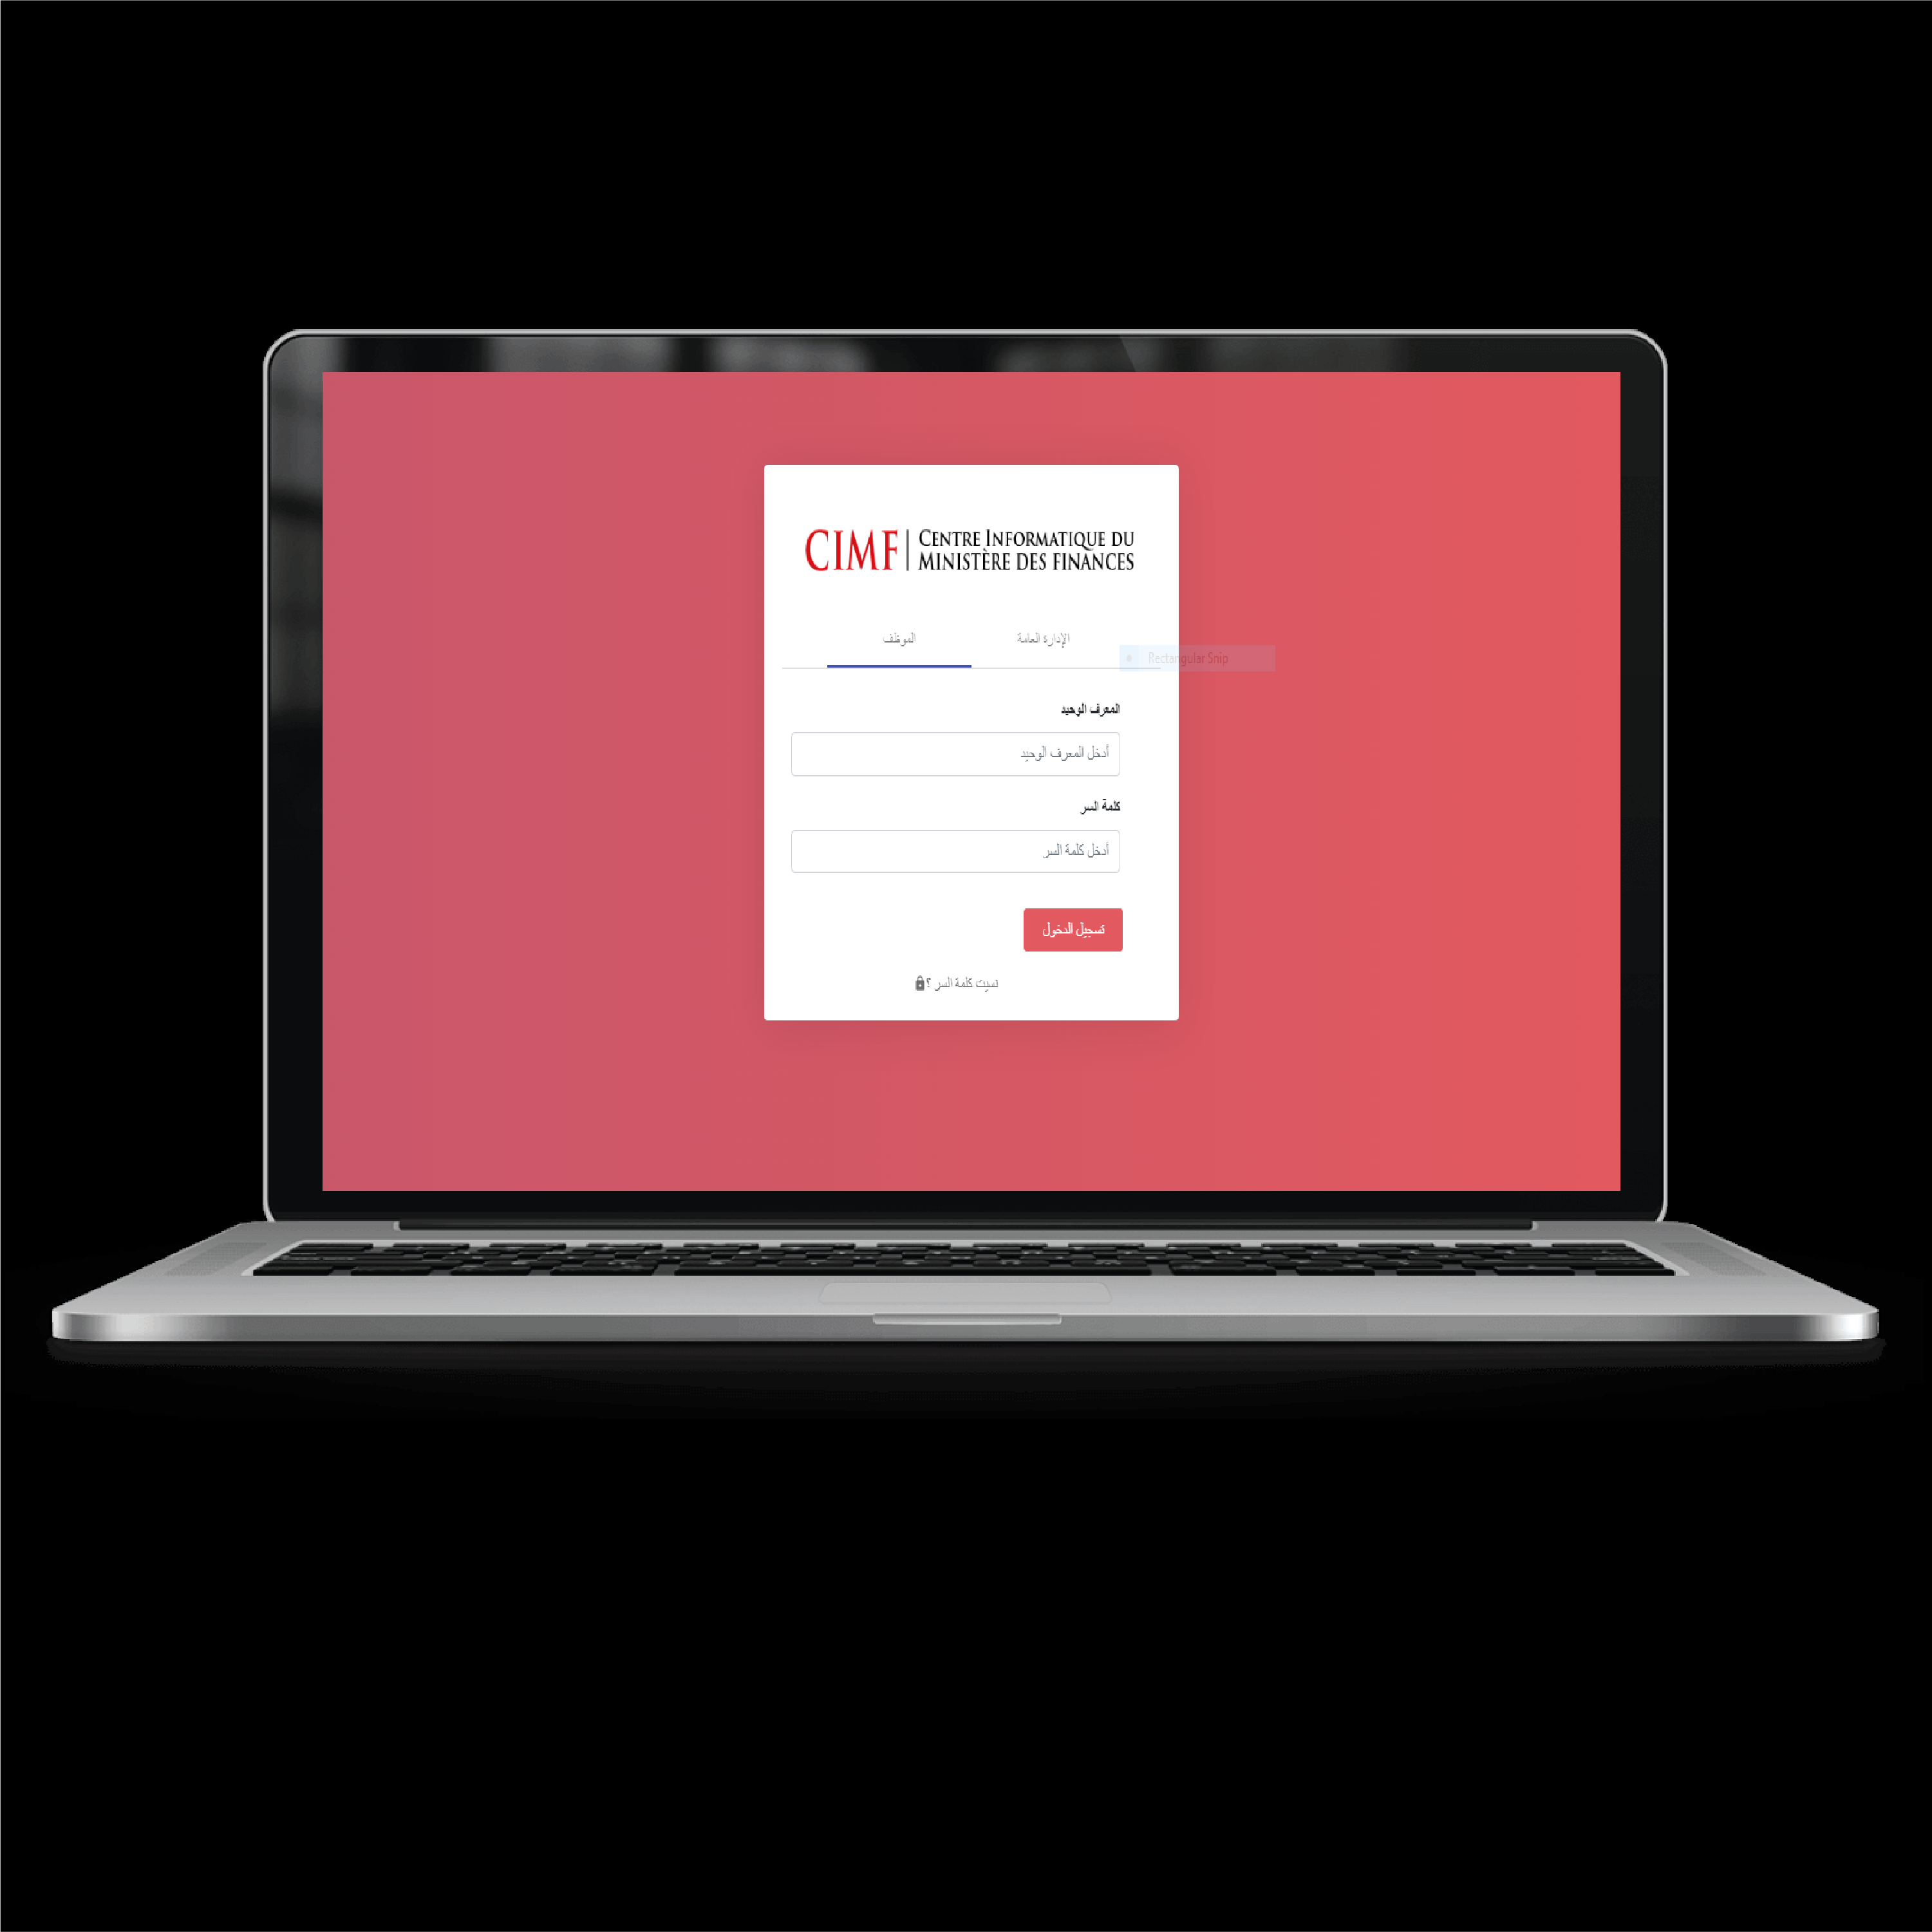 CIMF | CENTRE INFORMATIQUE DU
MINISTÈRE DES FINANCES
الإدارة العامة
الموظف
Rectangular Snip
المعرف الوحيد
أدخل المعرف الوحيد
كلمة السر
أدخل كلمة السر
تسجيل الدخول
نسيت كلمة السر ؟